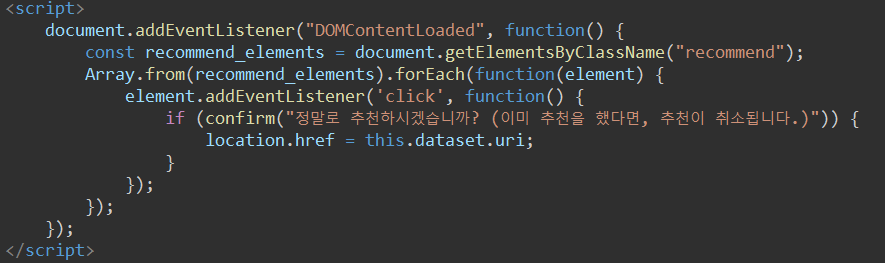 <script>
    document.addEventListener("DOMContentLoaded", function() {
        const recommend_elements = document.getElementsByClassName("recommend");
        Array.from(recommend_elements).forEach(function(element) {
            element.addEventListener('click', function() {
                if (confirm("정말로 추천하시겠습니까? (이미 추천을 했다면, 추천이 취소됩니다.)")) {
                    location.href = this.dataset.uri;
                }
            });
        });
    });
</script>